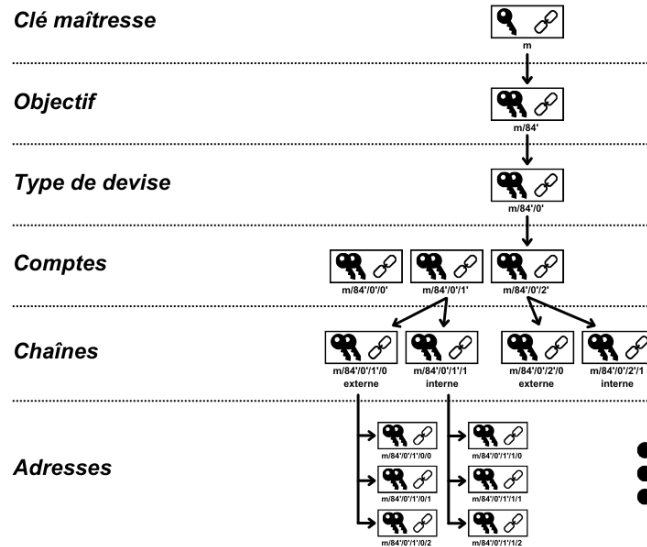 Clé maîtresse
m
Objectif
m/84'
Type de devise
m/84'/0'
Comptes
m/84'/0'/0' m/84'/0'/1' m/84'/0'/2'
Chaînes
m/84'/0'/1'/0 m/84'/0'/1'/1 m/84'/0'/2'/0 m/84'/0'/2'/1
externe interne externe interne
Adresses
m/84'/0'/1'/0/0 m/84'/0'/1'/1/0
m/84'/0'/1'/0/1 m/84'/0'/1'/1/1
m/84'/0'/1'/0/2 m/84'/0'/1'/1/2